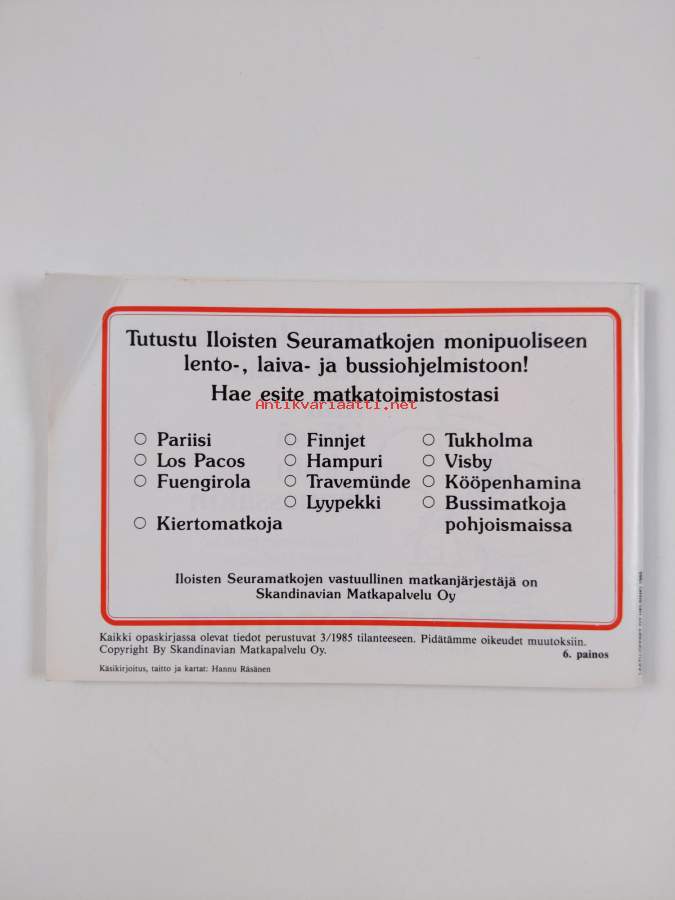 Tutustu Iloisten Seuramatkojen monipuoliseen
lento-, laiva- ja bussiohjelmistoon!
Hae esite matkatoimistostasi
Antikvariaatti.net
Pariisi
Los Pacos
Fuengirola
Kiertomatkoja
Finnjet
Hampuri
Travemünde
Lyypekki
Tukholma
Visby
Kööpenhamina
Bussimatkoja
pohjoismaissa
Iloisten Seuramatkojen vastuullinen matkanjärjestäjä on
Skandinavian Matkapalvelu Oy
Kaikki opaskirjassa olevat tiedot perustuvat 3/1985 tilanteeseen. Pidätämme oikeudet muutoksiin.
Copyright By Skandinavian Matkapalvelu Oy.
6. painos
Käsikirjoitus, taitto ja kartat: Hannu Räsänen